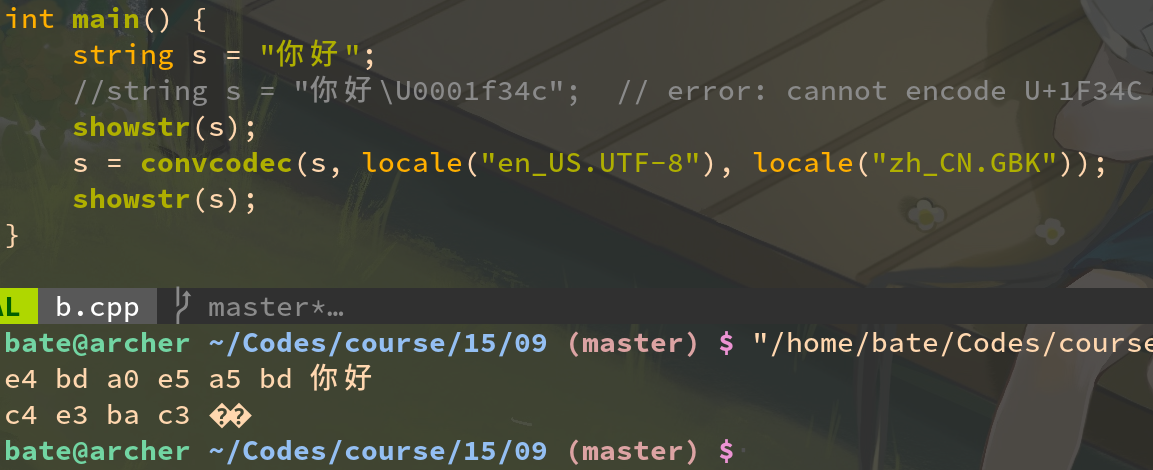 int main() {
    string s = "你好";
    //string s = "你好\U0001f34c";  // error: cannot encode U+1F34C
    showstr(s);
    s = convcodec(s, locale("en_US.UTF-8"), locale("zh_CN.GBK"));
    showstr(s);
}
AL b.cpp master*…
bate@archer ~/Codes/course/15/09 (master) $ "/home/bate/Codes/course
e4 bd a0 e5 a5 bd 你好
c4 e3 ba c3 ��
bate@archer ~/Codes/course/15/09 (master) $